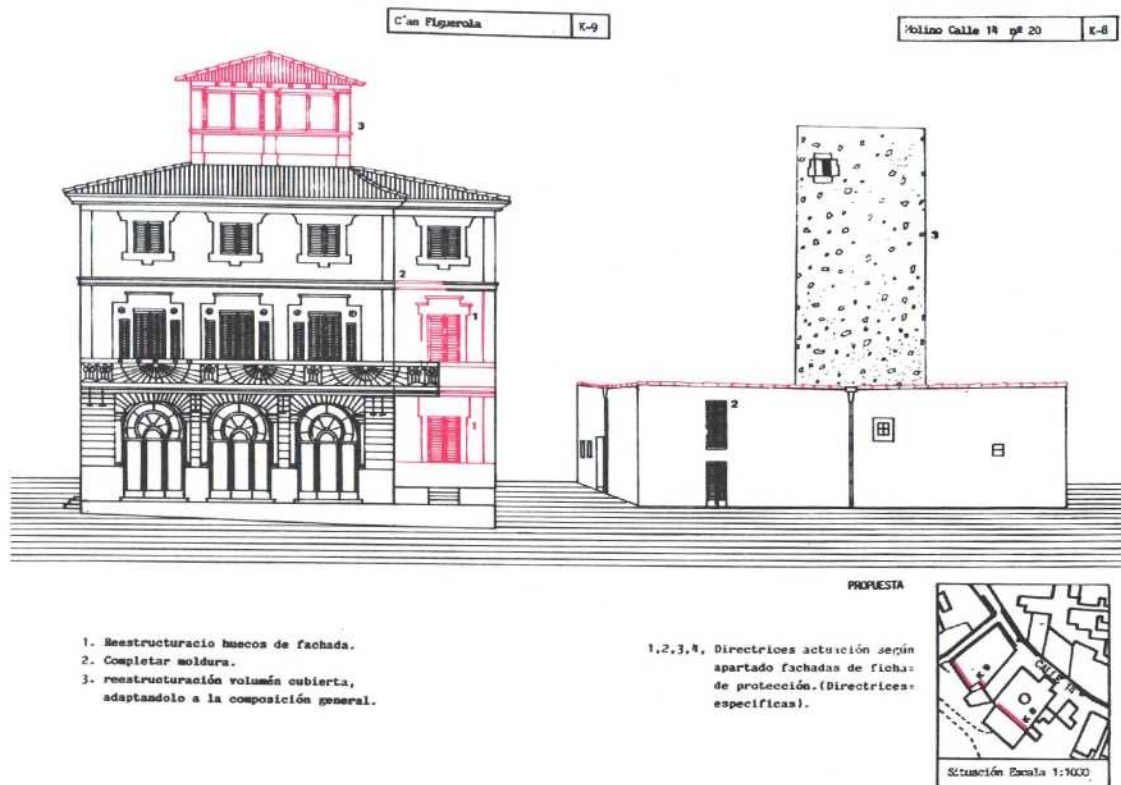 C'an Figuerola K-9
Molino Calle 14 nº 20 K-8
3
2
1
1
3
2
PROPUESTA
1. Reestructuracio huecos de fachada.
2. Completar moldura.
3. reestructuración volumén cubierta,
adaptandolo a la composición general.
1,2,3,4, Directrices actuación según
apartado fachadas de fichas
de protección.(Directrices
especificas).
CALLE 14
Situación Escala 1:1000